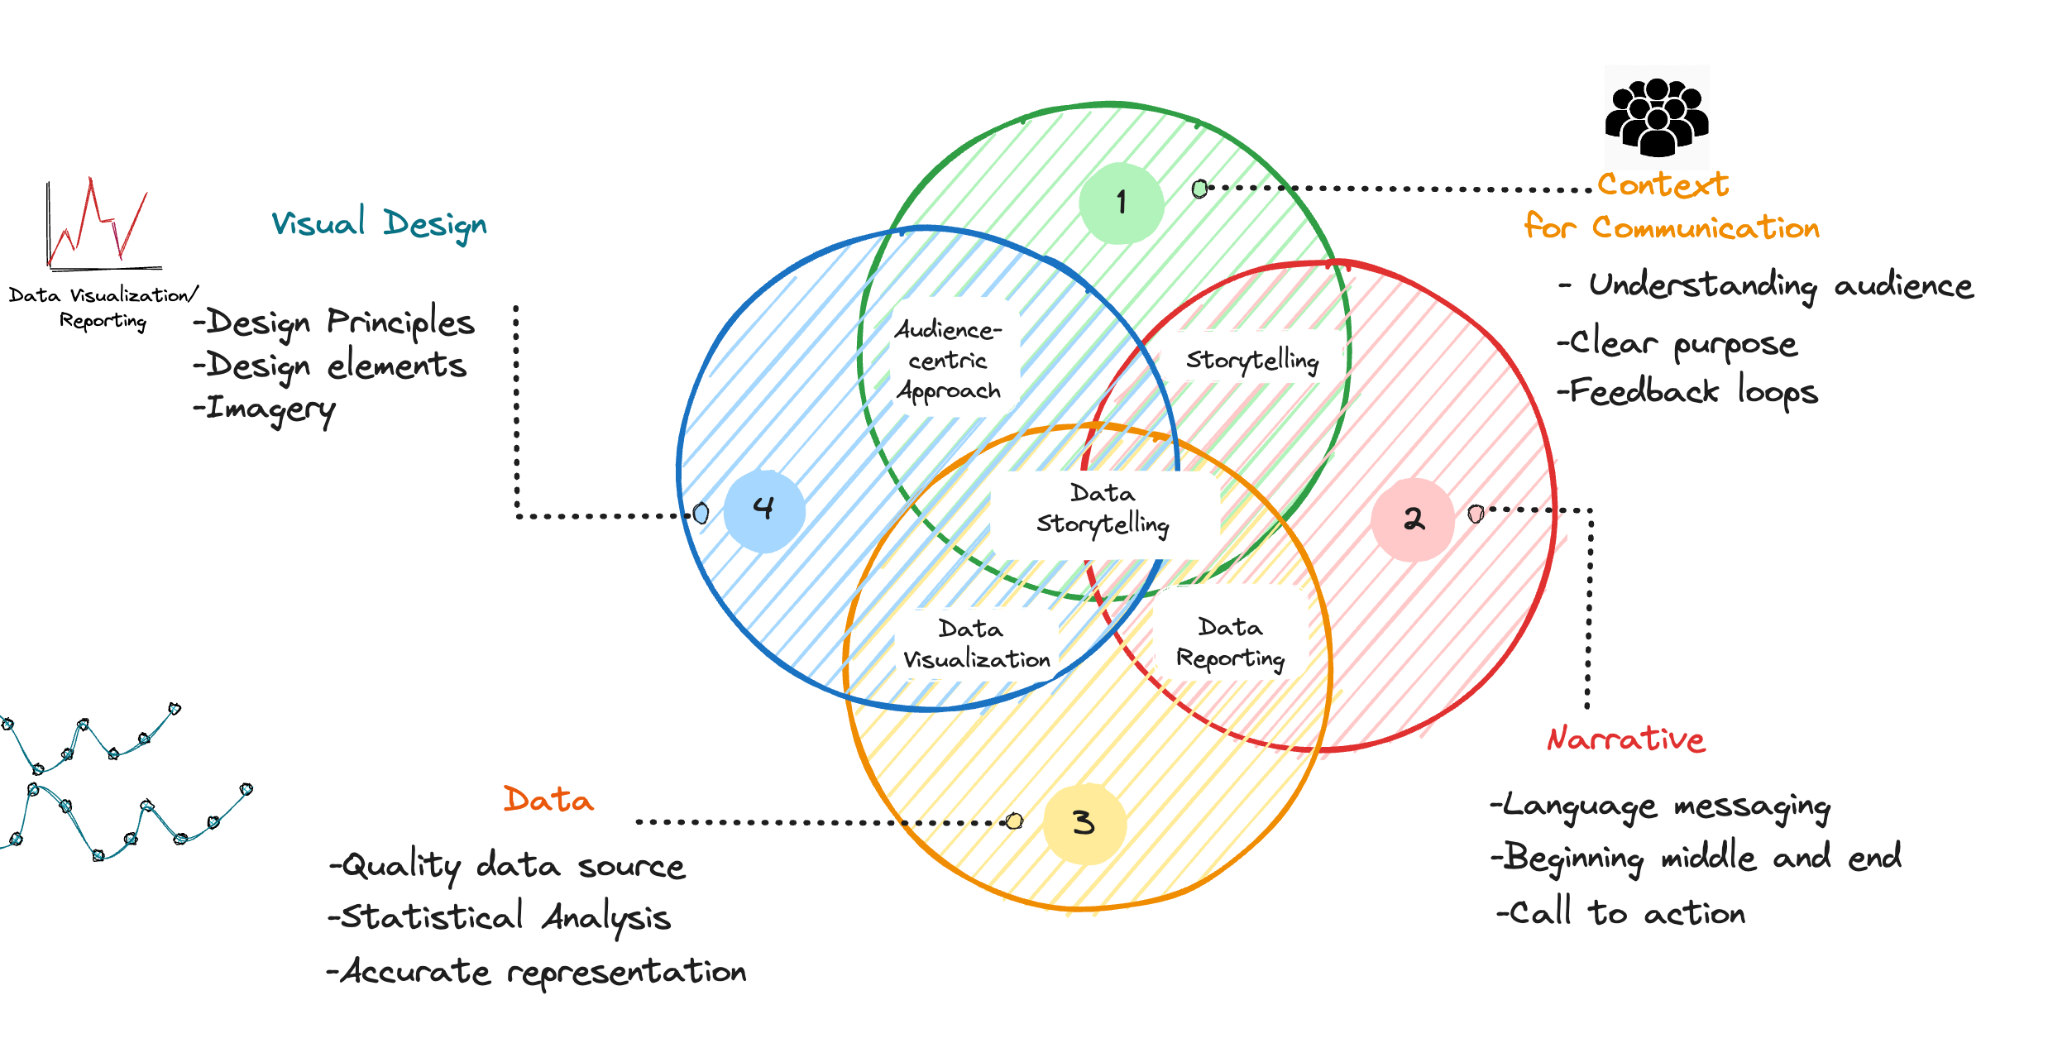 Visual Design
Data Visualization/
Reporting
-Design Principles
-Design elements
-Imagery
1
Context
for Communication
- Understanding audience
-Clear purpose
-Feedback loops
Audience-
centric
Approach
Storytelling
Data
Storytelling
4
2
Data
Visualization
Data
Reporting
Narrative
-Language messaging
-Beginning middle and end
-Call to action
Data
3
-Quality data source
-Statistical Analysis
-Accurate representation